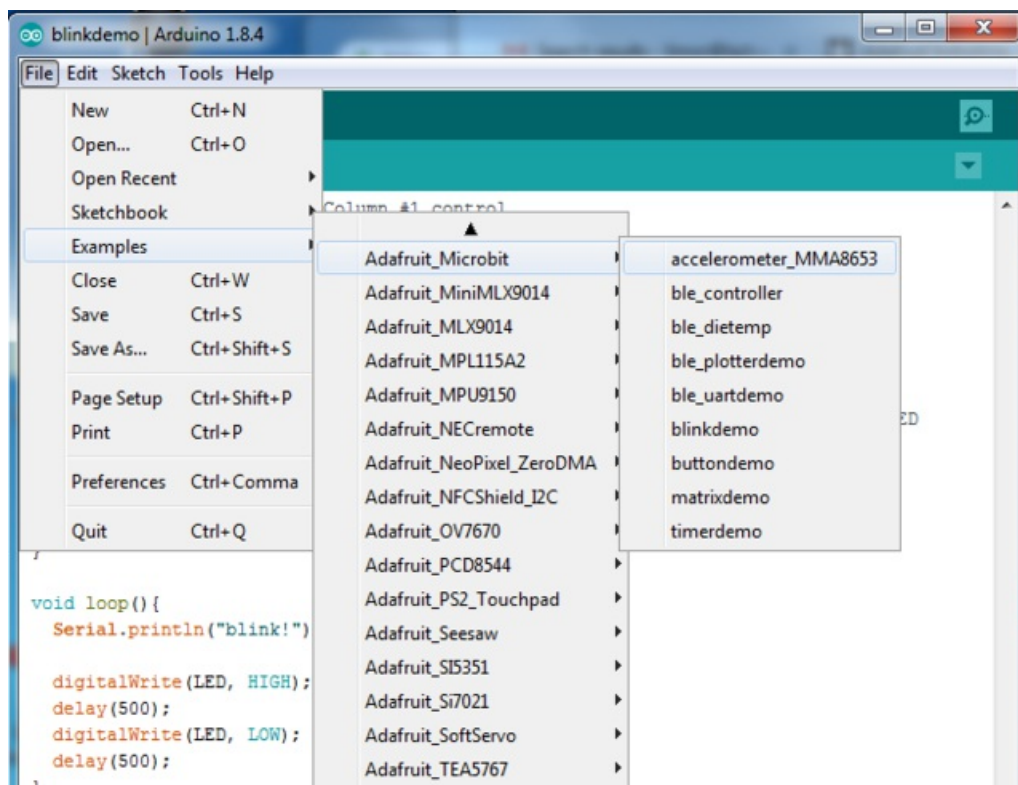 blinkdemo | Arduino 1.8.4
File Edit Sketch Tools Help
New Ctrl+N
Open... Ctrl+O
Open Recent
Sketchbook
Examples
Close Ctrl+W
Save Ctrl+S
Save As... Ctrl+Shift+S
Page Setup Ctrl+Shift+P
Print Ctrl+P
Preferences Ctrl+Comma
Quit Ctrl+Q
Column #1 control
Adafruit_Microbit
Adafruit_MiniMLX9014
Adafruit_MLX9014
Adafruit_MPL115A2
Adafruit_MPU9150
Adafruit_NECremote
Adafruit_NeoPixel_ZeroDMA
Adafruit_NFCShield_I2C
Adafruit_OV7670
Adafruit_PCD8544
Adafruit_PS2_Touchpad
Adafruit_Seesaw
Adafruit_SI5351
Adafruit_Si7021
Adafruit_SoftServo
Adafruit_TEA5767
accelerometer_MMA8653
ble_controller
ble_dietemp
ble_plotterdemo
ble_uartdemo
blinkdemo
buttondemo
matrixdemo
timerdemo
ED
}
void loop(){
Serial.println("blink!")
digitalWrite(LED, HIGH);
delay(500);
digitalWrite(LED, LOW);
delay(500);